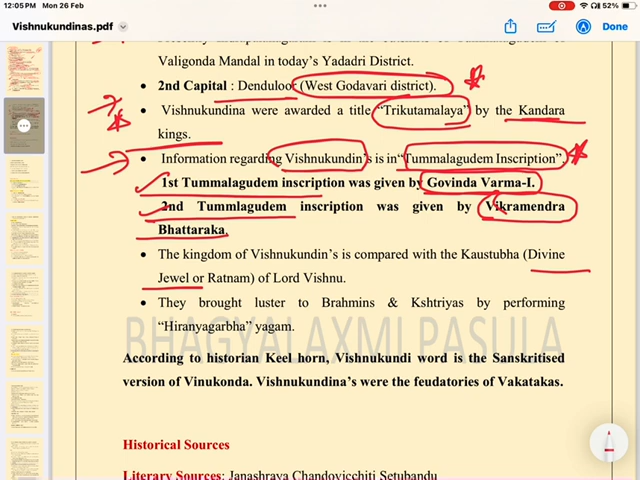 12:05 PM Mon 26 Feb
52%
Vishnukundinas.pdf
Done
Valigonda Mandal in today's Yadadri District.
• 2nd Capital : Denduloor (West Godavari district).
• Vishnukundina were awarded a title "Trikutamalaya" by the Kandara
kings.
• Information regarding Vishnukundin's is in "Tummalagudem Inscription".
1st Tummalagudem inscription was given by Govinda Varma-I.
2nd Tummlagudem inscription was given by Vikramendra
Bhattaraka.
• The kingdom of Vishnukundin's is compared with the Kaustubha (Divine
Jewel or Ratnam) of Lord Vishnu.
• They brought luster to Brahmins & Kshtriyas by performing
"Hiranyagarbha" yagam.
BHAGYALAXMI PASULA
According to historian Keel horn, Vishnukundi word is the Sanskritised
version of Vinukonda. Vishnukundina's were the feudatories of Vakatakas.
Historical Sources
Literary Sources: Janashraya Chandovicchiti Setubandu